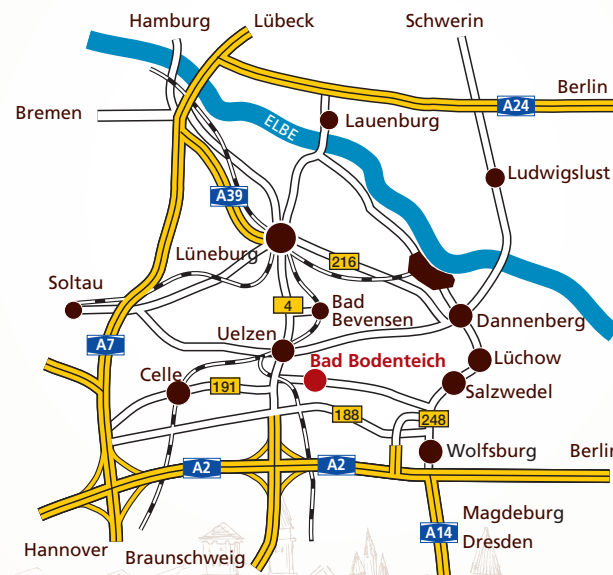 Hamburg
Lübeck
Schwerin
Berlin
A24
Bremen
ELBE
Lauenburg
Ludwigslust
A39
Lüneburg
216
Soltau
4
Bad
Bevensen
Dannenberg
A7
Uelzen
Bad Bodenteich
Lüchow
Celle
191
Salzwedel
188
248
Wolfsburg
Berlin
A2
A2
A14
Magdeburg
Dresden
Hannover
Braunschweig